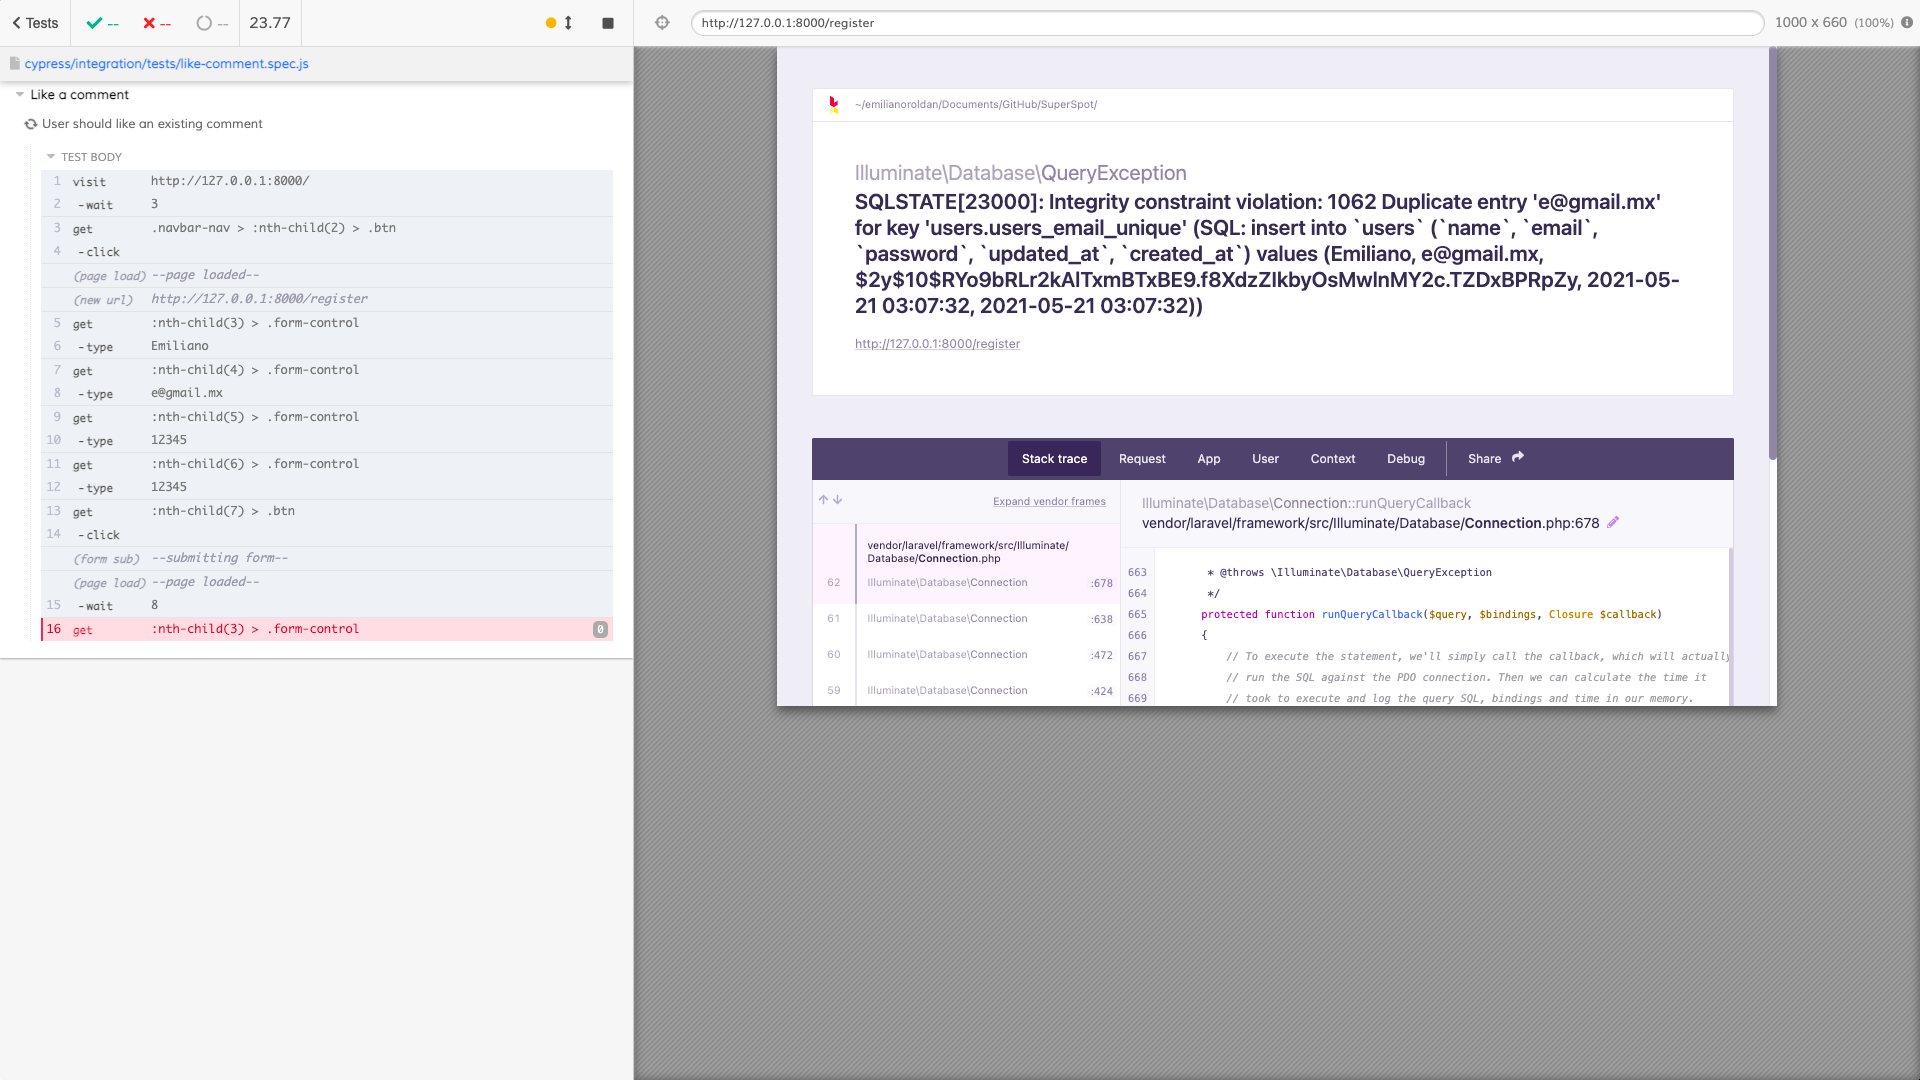 Tests
--
--
--
23.77
http://127.0.0.1:8000/register
1000 x 660 (100%)
cypress/integration/tests/like-comment.spec.js
Like a comment
User should like an existing comment
TEST BODY
1 visit http://127.0.0.1:8000/
2 -wait 3
3 get .navbar-nav > :nth-child(2) > .btn
4 -click
(page load) --page loaded--
(new url) http://127.0.0.1:8000/register
5 get :nth-child(3) > .form-control
6 -type Emiliano
7 get :nth-child(4) > .form-control
8 -type e@gmail.mx
9 get :nth-child(5) > .form-control
10 -type 12345
11 get :nth-child(6) > .form-control
12 -type 12345
13 get :nth-child(7) > .btn
14 -click
(form sub) --submitting form--
(page load) --page loaded--
15 -wait 8
16 get :nth-child(3) > .form-control 0
~/emilianoroldan/Documents/GitHub/SuperSpot/
Illuminate\Database\QueryException
SQLSTATE[23000]: Integrity constraint violation: 1062 Duplicate entry 'e@gmail.mx'
for key 'users.users_email_unique' (SQL: insert into `users` (`name`, `email`,
`password`, `updated_at`, `created_at`) values (Emiliano, e@gmail.mx,
2021-05-
21 03:07:32, 2021-05-21 03:07:32))
http://127.0.0.1:8000/register
Stack trace Request App User Context Debug Share
Expand vendor frames
vendor/laravel/framework/src/Illuminate/
Database/Connection.php
62 Illuminate\Database\Connection :678
61 Illuminate\Database\Connection :638
60 Illuminate\Database\Connection :472
59 Illuminate\Database\Connection :424
Illuminate\Database\Connection::runQueryCallback
vendor/laravel/framework/src/Illuminate/Database/Connection.php:678
663 * @throws \Illuminate\Database\QueryException
664 */
665 protected function runQueryCallback($query, $bindings, Closure $callback)
666 {
667 // To execute the statement, we'll simply call the callback, which will actually
668 // run the SQL against the PDO connection. Then we can calculate the time it
669 // took to execute and log the query SQL, bindings and time in our memory.